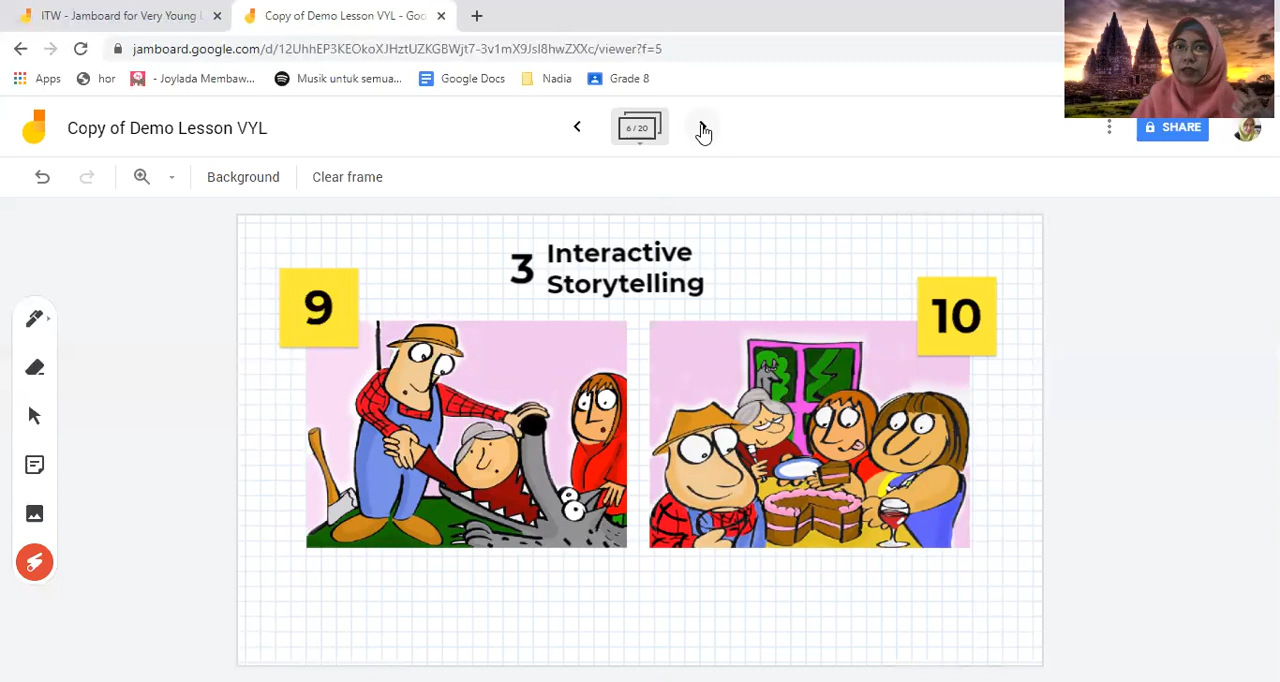 ITW - Jamboard for Very Young
Copy of Demo Lesson VYL - Goo
jamboard.google.com/d/12UhhEP3KEOkoXJHztUZKGBWjt7-3v1mX9Jsl8hwZXXc/viewer?f=5
Apps
hor
- Joylada Membaw...
Musik untuk semua...
Google Docs
Nadia
Grade 8
Copy of Demo Lesson VYL
6 / 20
SHARE
Background
Clear frame
3 Interactive
Storytelling
9
10